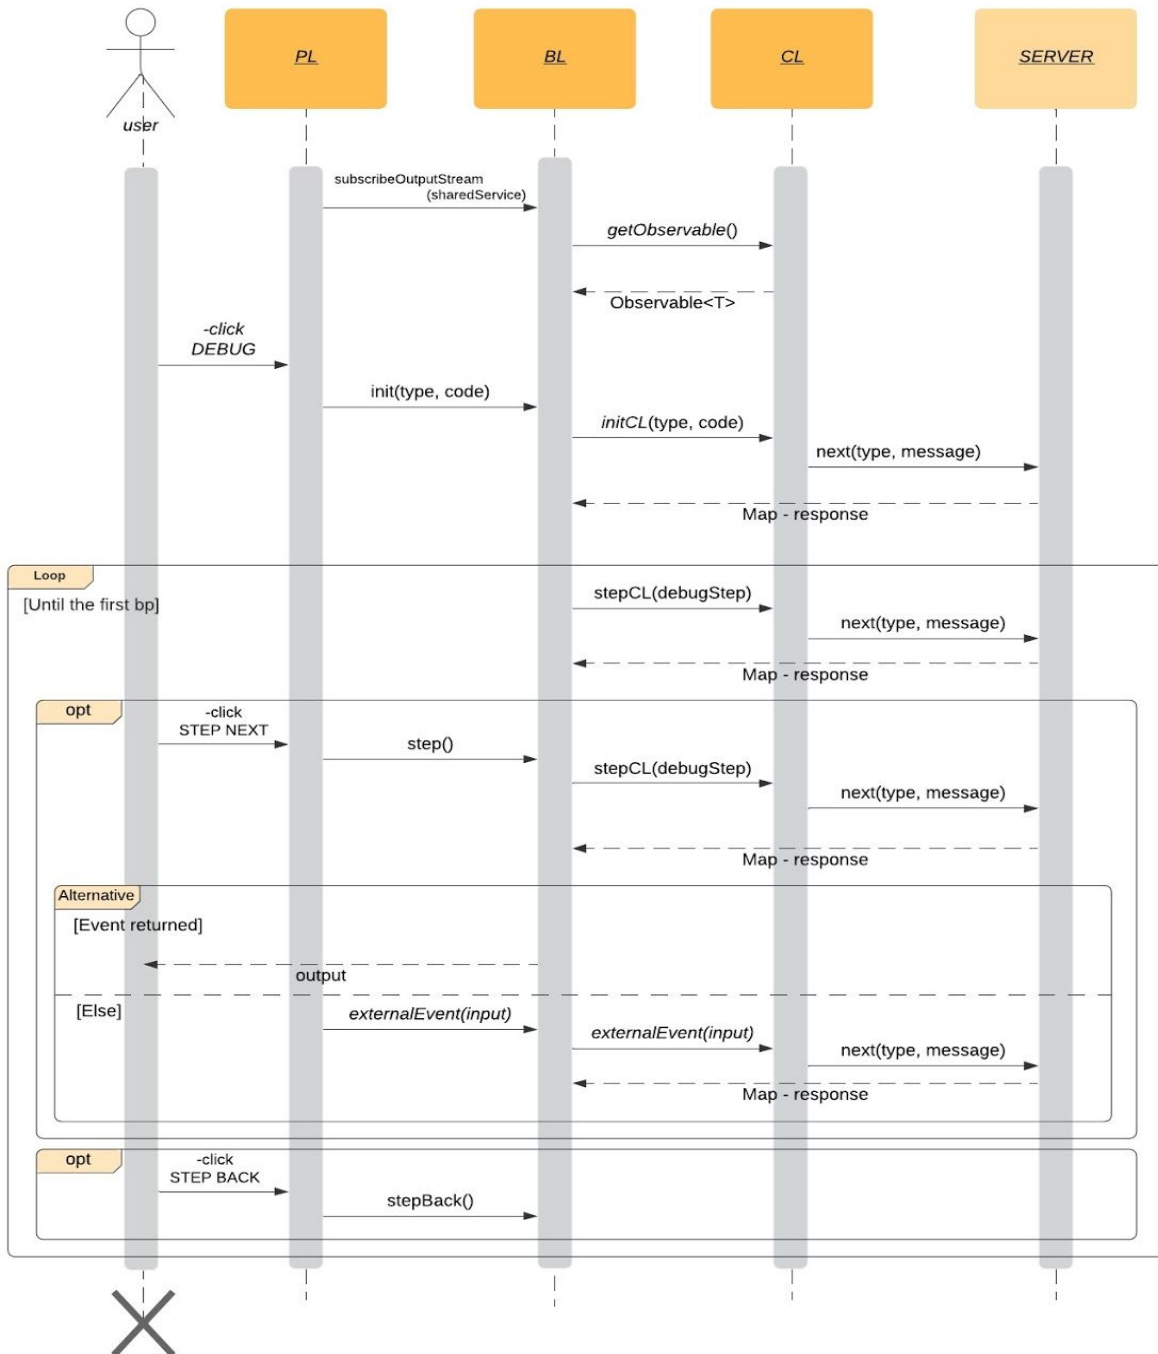 PL
BL
CL
SERVER
user
subscribeOutputStream
(sharedService)
getObservable()
Observable<T>
-click
DEBUG
init(type, code)
initCL(type, code)
next(type, message)
Map - response
Loop
[Until the first bp]
stepCL(debugStep)
next(type, message)
Map - response
opt
-click
STEP NEXT
step()
stepCL(debugStep)
next(type, message)
Map - response
Alternative
[Event returned]
output
[Else]
externalEvent(input)
externalEvent(input)
next(type, message)
Map - response
opt
-click
STEP BACK
stepBack()